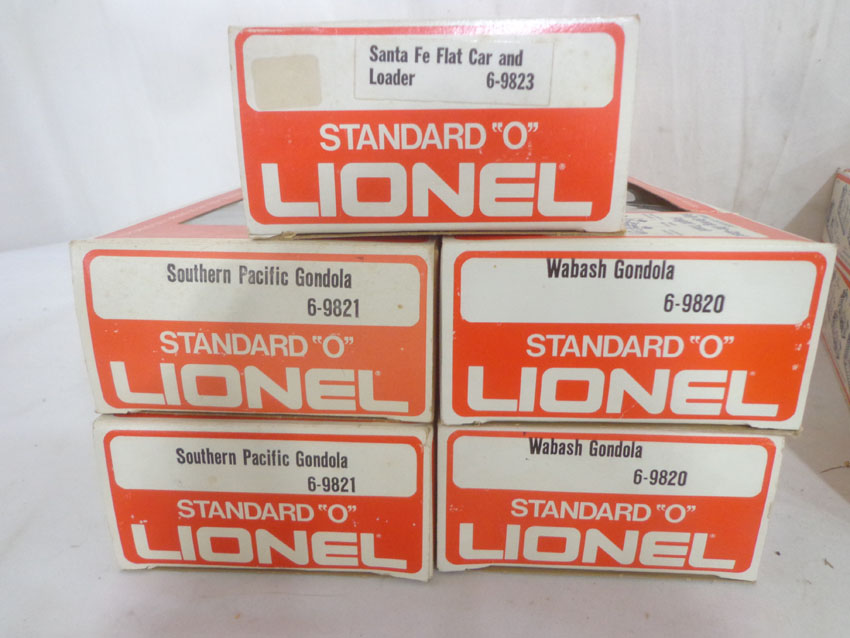 Santa Fe Flat Car and
Loader 6-9823
STANDARD "O"
LIONEL
Southern Pacific Gondola
6-9821
STANDARD "O"
LIONEL
Wabash Gondola
6-9820
STANDARD "O"
LIONEL
Southern Pacific Gondola
6-9821
STANDARD "O"
LIONEL
Wabash Gondola
6-9820
STANDARD "O"
LIONEL